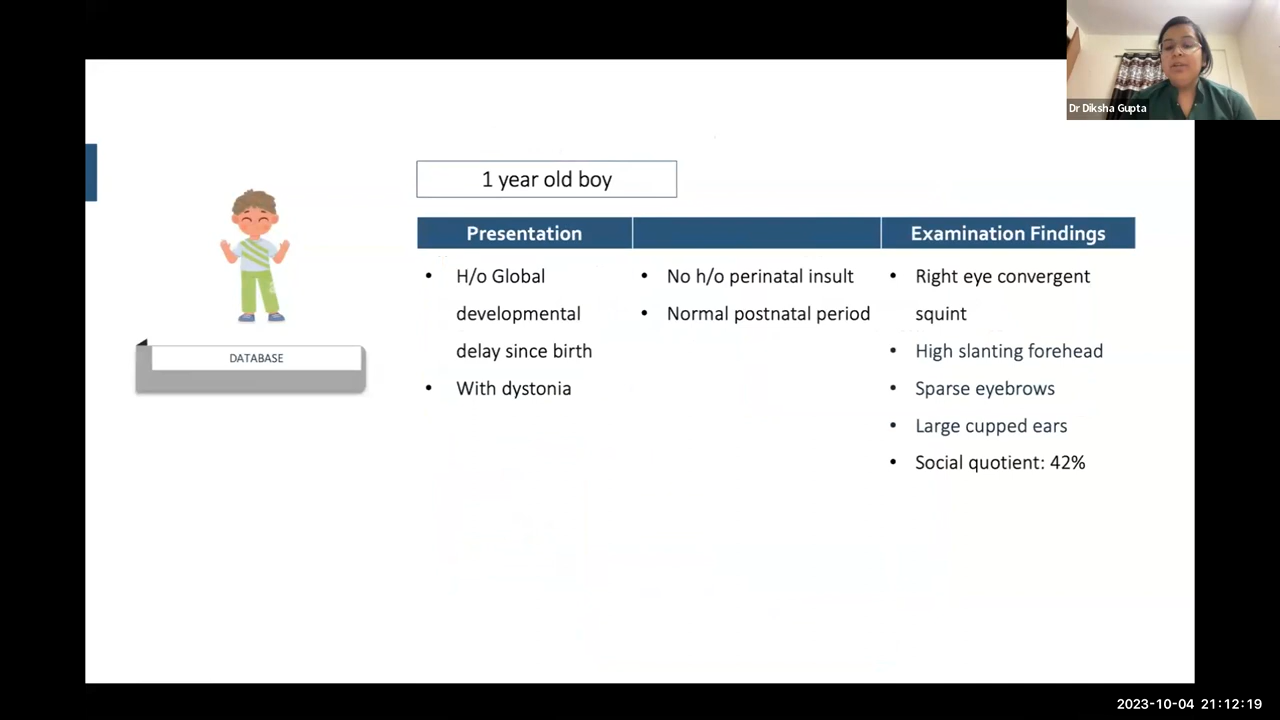 Dr Diksha Gupta
1 year old boy
DATABASE
Presentation
Examination Findings
• H/o Global
developmental
delay since birth
• With dystonia
• No h/o perinatal insult
• Normal postnatal period
• Right eye convergent
squint
• High slanting forehead
• Sparse eyebrows
• Large cupped ears
• Social quotient: 42%
2023-10-04 21:12:19